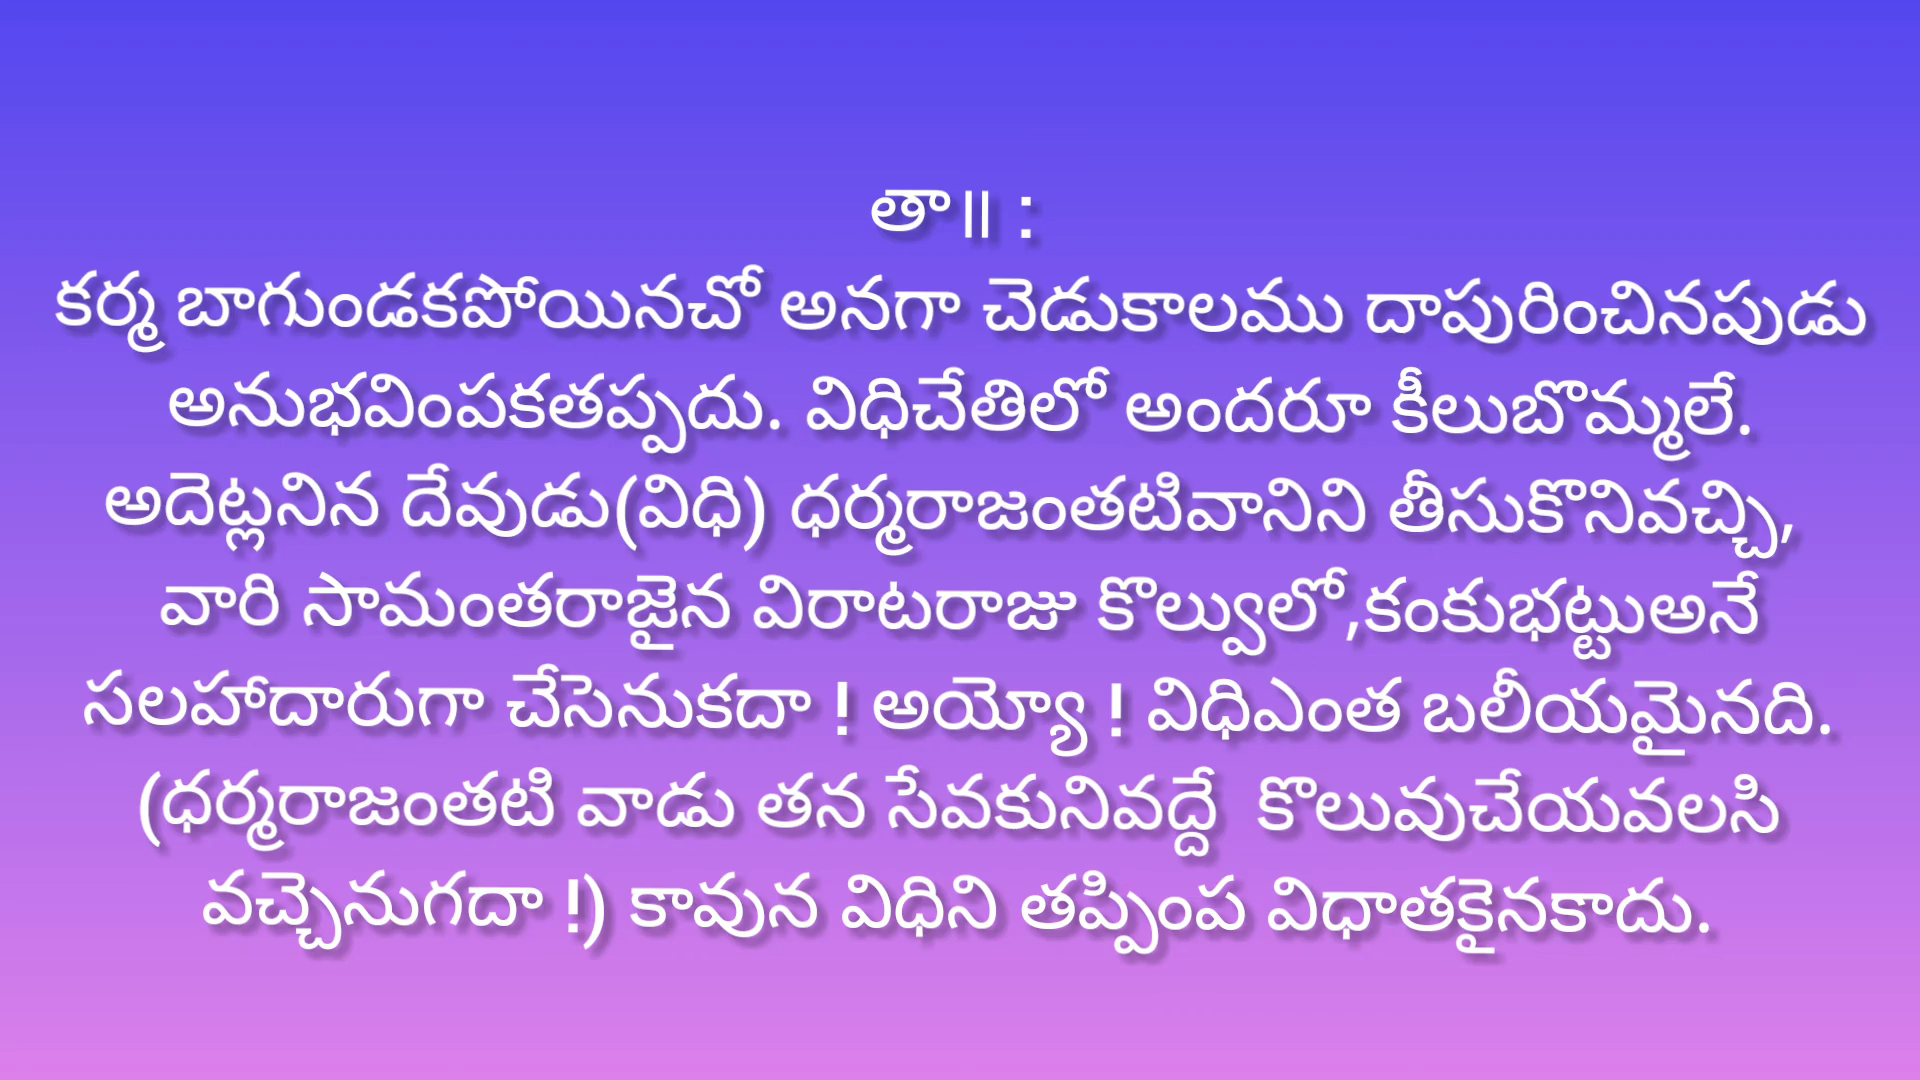 తా॥ :
కర్మ బాగుండకపోయినచో అనగా చెడుకాలము దాపురించినపుడు
అనుభవింపకతప్పదు. విధిచేతిలో అందరూ కీలుబొమ్మలే.
అదెట్లనిన దేవుడు(విధి) ధర్మరాజంతటివానిని తీసుకొనివచ్చి,
వారి సామంతరాజైన విరాటరాజు కొల్వులో,కంకుభట్టుఅనే
సలహాదారుగా చేసెనుకదా ! అయ్యో ! విధిఎంత బలీయమైనది.
(ధర్మరాజంతటి వాడు తన సేవకునివద్దే  కొలువుచేయవలసి
వచ్చెనుగదా !) కావున విధిని తప్పింప విధాతకైనకాదు.